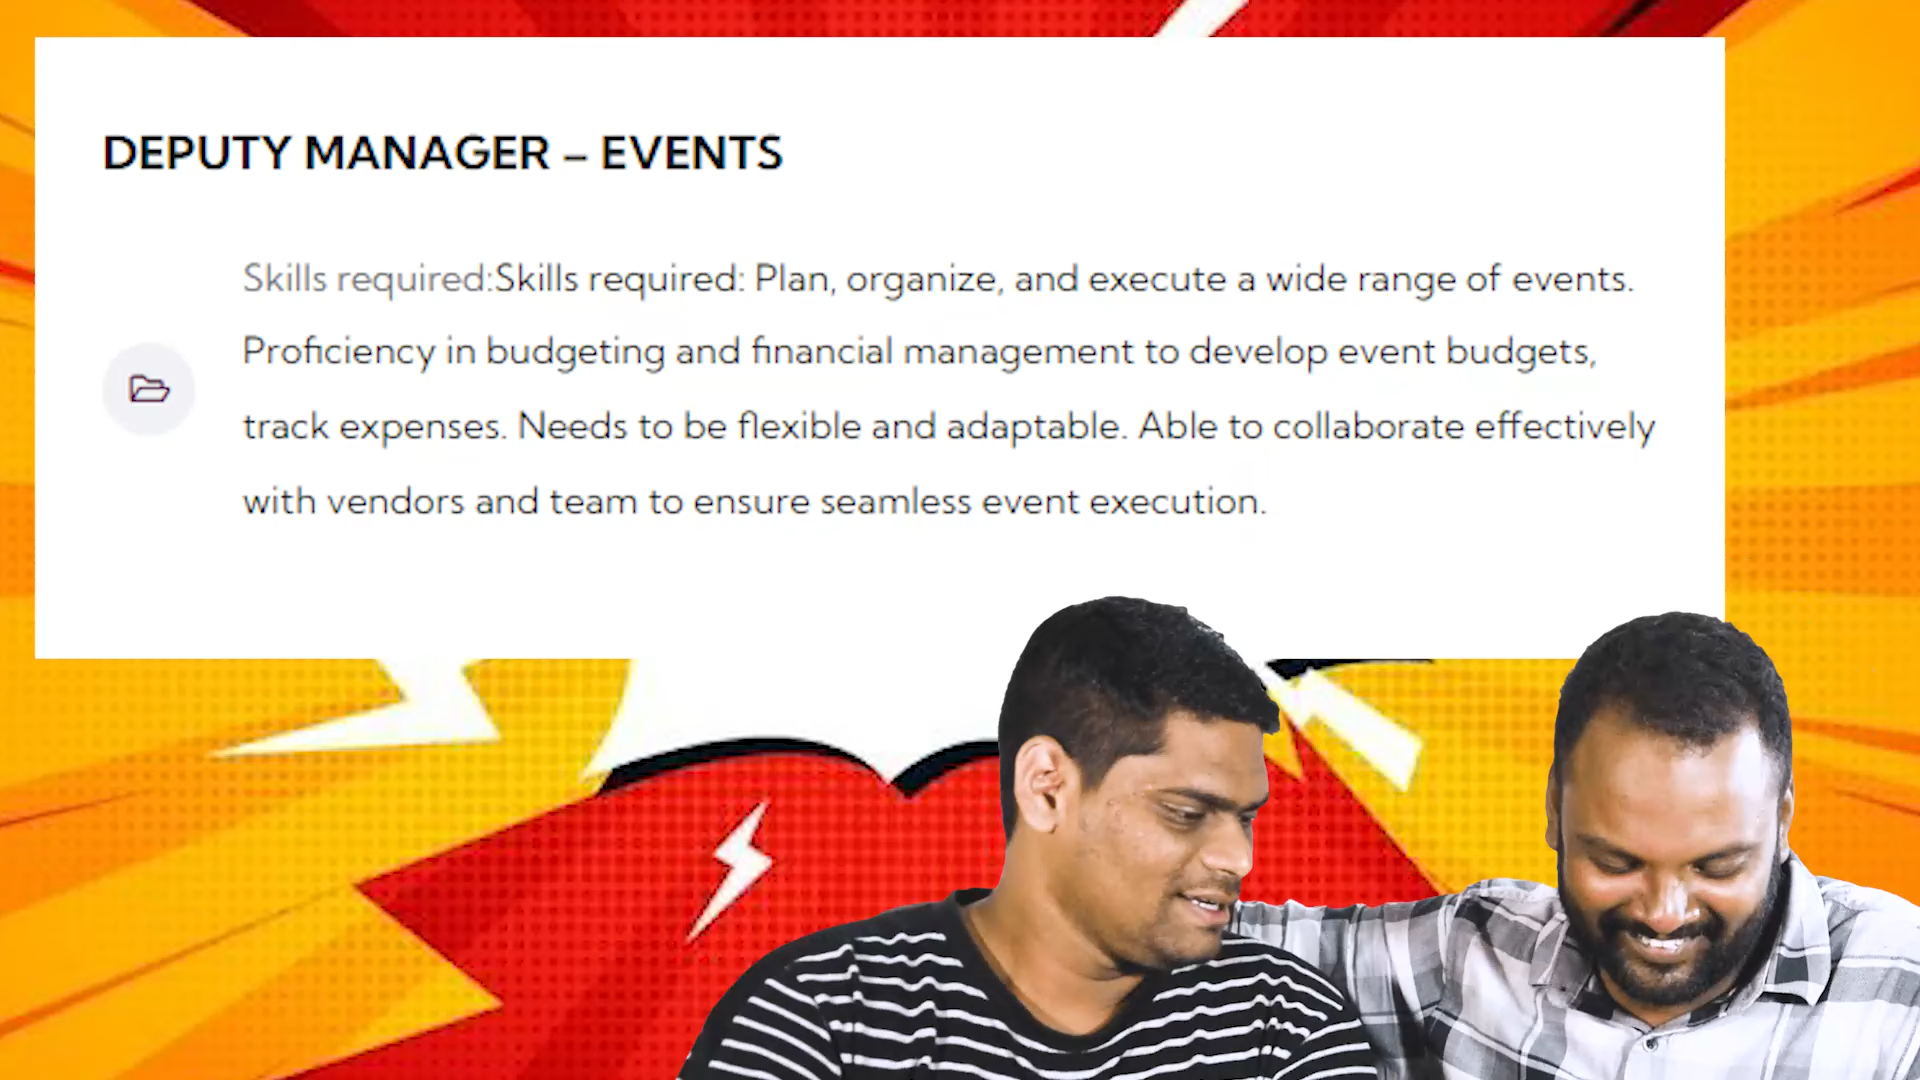 DEPUTY MANAGER – EVENTS
Skills required:Skills required: Plan, organize, and execute a wide range of events.
Proficiency in budgeting and financial management to develop event budgets,
track expenses. Needs to be flexible and adaptable. Able to collaborate effectively
with vendors and team to ensure seamless event execution.